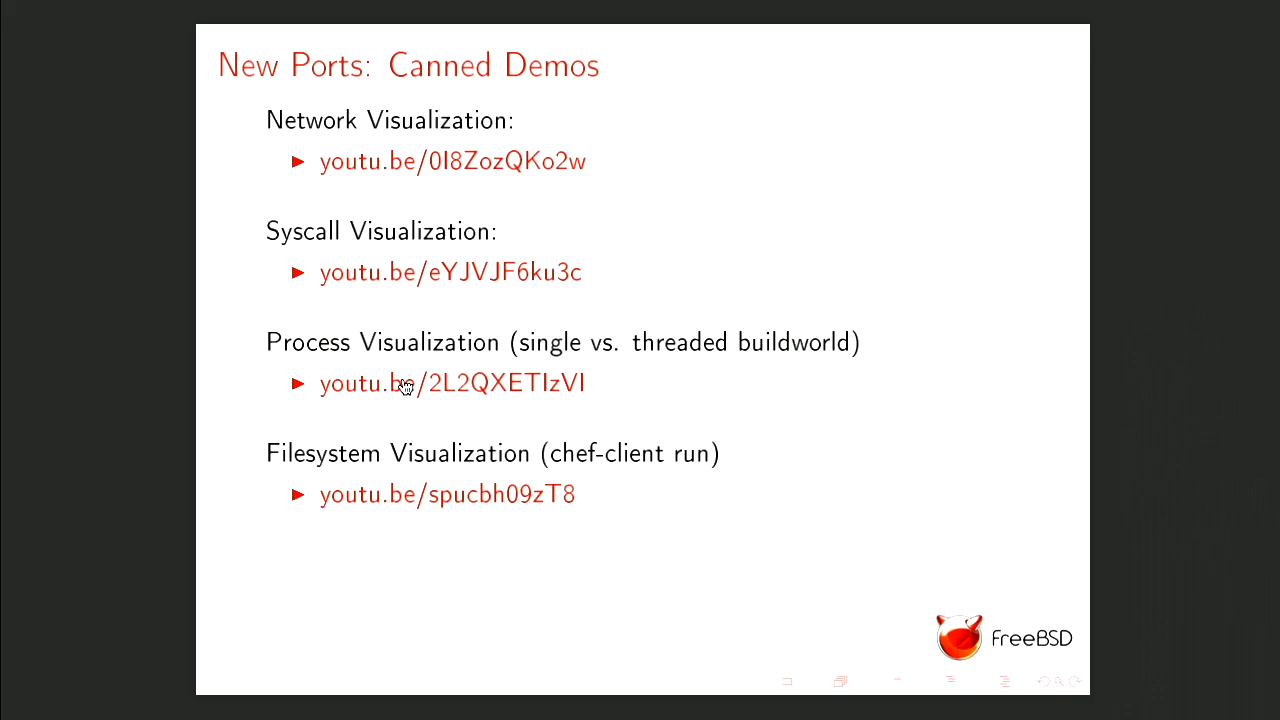 New Ports: Canned Demos
Network Visualization:
youtu.be/0I8ZozQKo2w
Syscall Visualization:
youtu.be/eYJVJF6ku3c
Process Visualization (single vs. threaded buildworld)
youtu.be/2L2QXETIzVI
Filesystem Visualization (chef-client run)
youtu.be/spucbh09zT8
FreeBSD